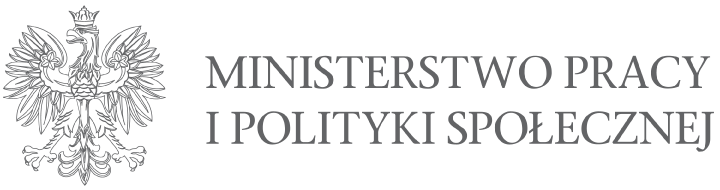 MINISTERSTWO PRACY
I POLITYKI SPOŁECZNEJ